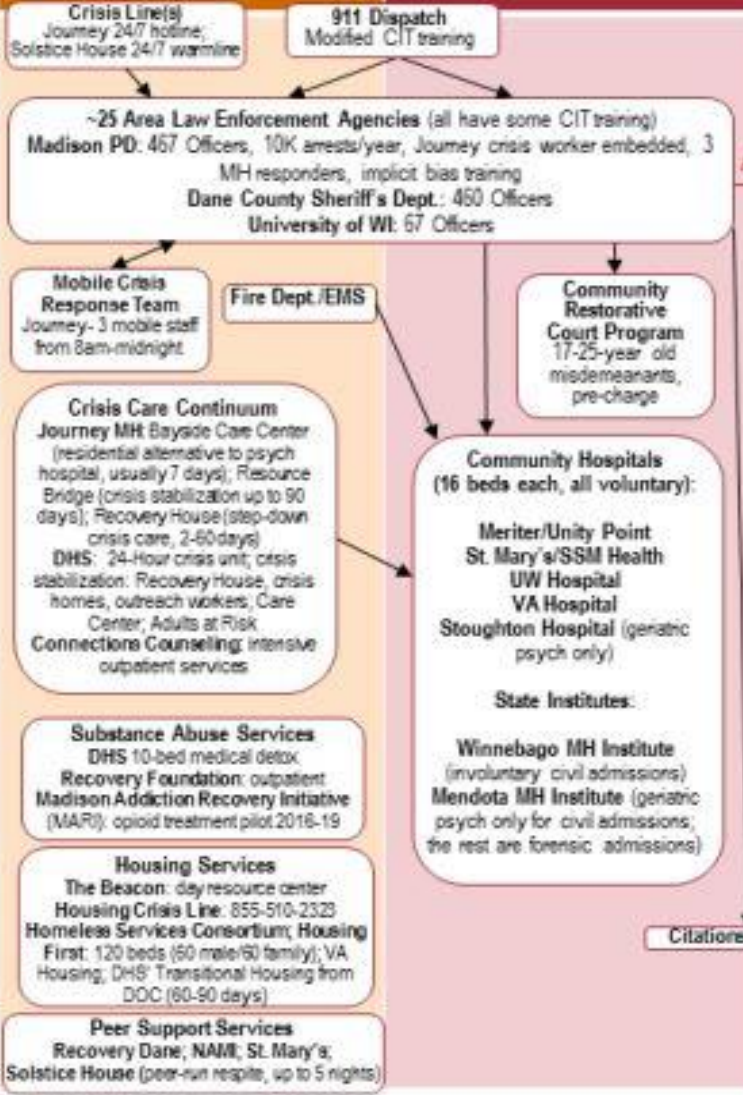 Crisis Line(s)
Journey 24/7 hotline;
Solstice House 24/7 warmline
911 Dispatch
Modified CIT training
~25 Area Law Enforcement Agencies (all have some CIT training)
Madison PD: 467 Officers, 10K arrests/year, Journey crisis worker embedded, 3
MH responders, implicit bias training
Dane County Sheriff's Dept.: 460 Officers
University of WI: 67 Officers
Mobile Crisis
Response Team
Journey- 3 mobile staff
from 8am-midnight
Fire Dept./EMS
Community
Restorative
Court Program
17-25-year old
misdemeanants,
pre-charge
Crisis Care Continuum
Journey MH: Bayside Care Center
(residential alternative to psych
hospital, usually 7 days); Resource
Bridge (crisis stabilization up to 90
days); Recovery House (step-down
crisis care, 2-60 days)
DHS: 24-Hour crisis unit; crisis
stabilization: Recovery House, crisis
homes, outreach workers; Care
Center; Adults at Risk
Connections Counseling: intensive
outpatient services
Community Hospitals
(16 beds each, all voluntary):
Meriter/Unity Point
St. Mary's/SSM Health
UW Hospital
VA Hospital
Stoughton Hospital (geriatric
psych only)
State Institutes:
Winnebago MH Institute
(involuntary civil admissions)
Mendota MH Institute (geriatric
psych only for civil admissions;
the rest are forensic admissions)
Substance Abuse Services
DHS 10-bed medical detox
Recovery Foundation: outpatient
Madison Addiction Recovery Initiative
(MARI): opioid treatment pilot 2016-19
Housing Services
The Beacon: day resource center
Housing Crisis Line: 855-510-2323
Homeless Services Consortium; Housing
First: 120 beds (60 male/60 family); VA
Housing; DHS' Transitional Housing from
DOC (60-90 days)
Citations
Peer Support Services
Recovery Dane; NAMI; St. Mary's;
Solstice House (peer-run respite, up to 5 nights)